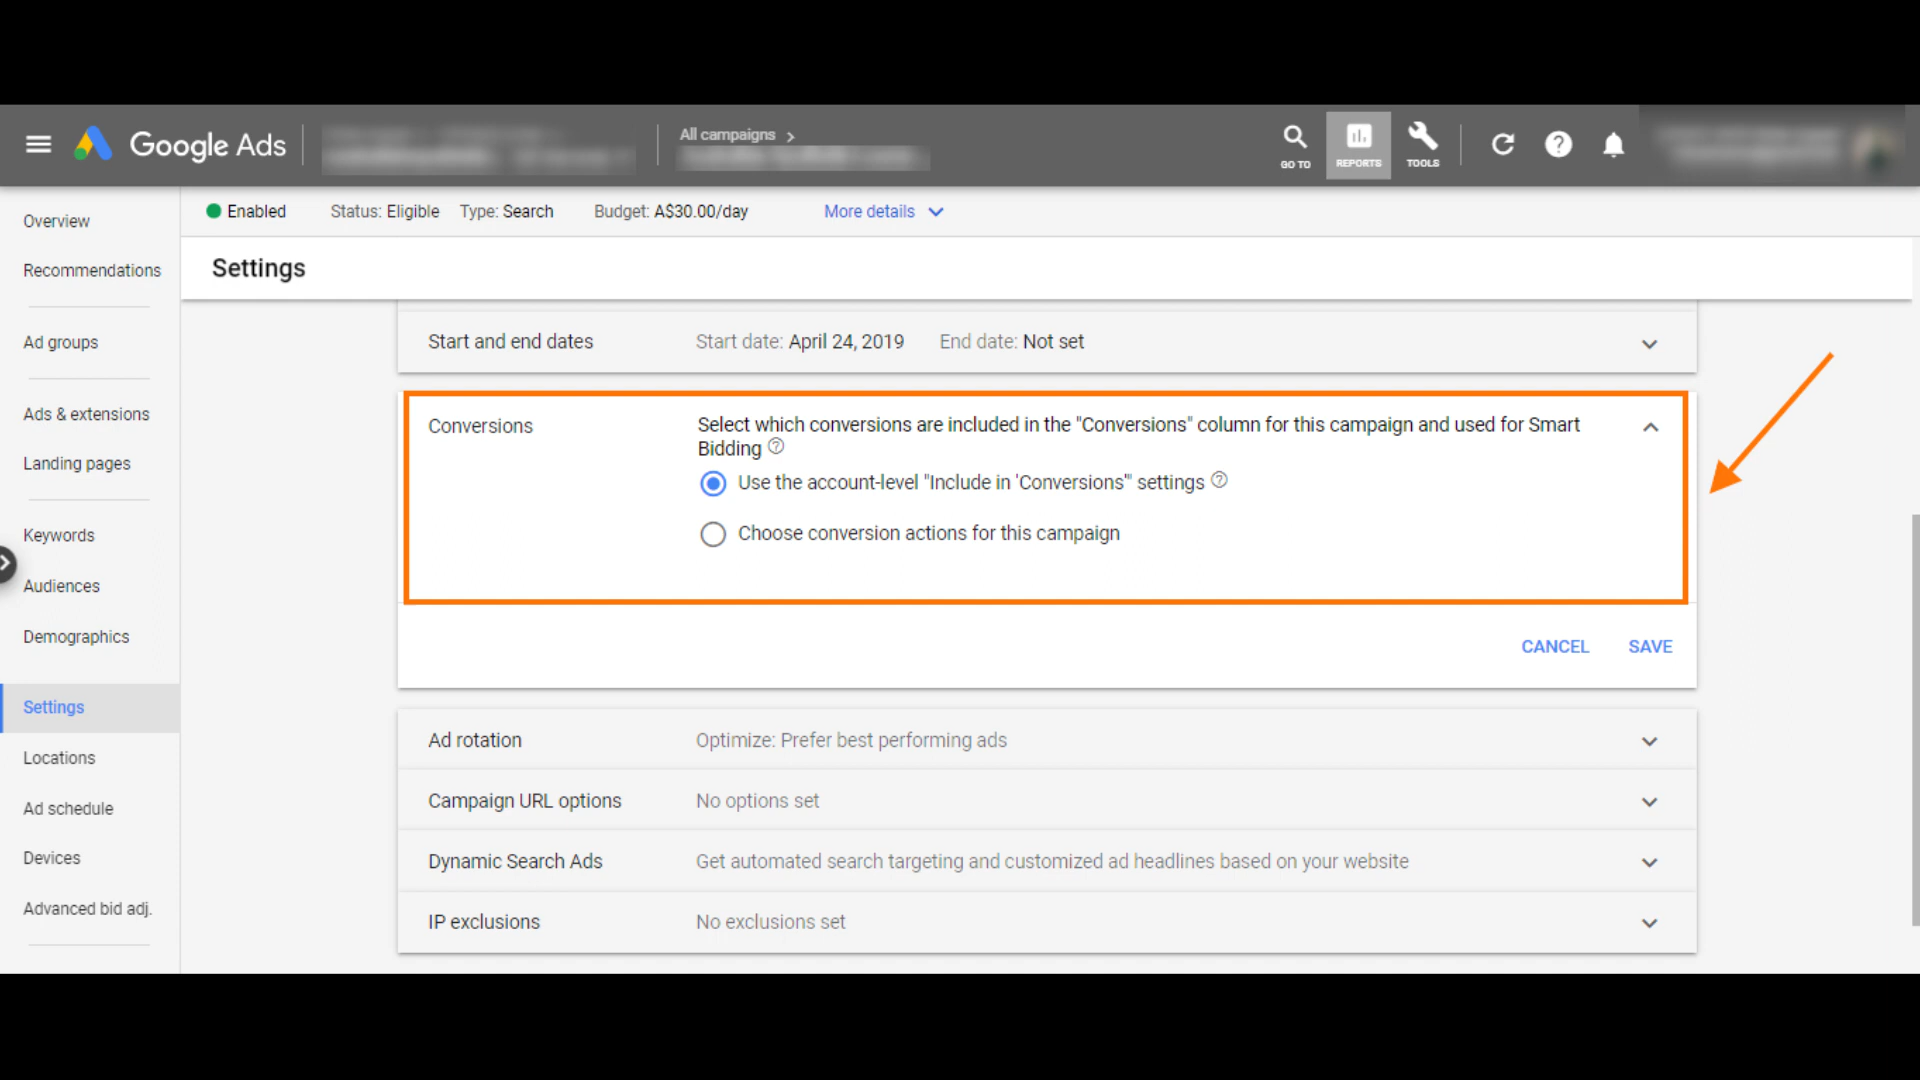 Google Ads
All campaigns
GO TO
REPORTS
TOOLS
Enabled
Status: Eligible
Type: Search
Budget: A$30.00/day
More details
Overview
Recommendations
Ad groups
Ads & extensions
Landing pages
Keywords
Audiences
Demographics
Settings
Locations
Ad schedule
Devices
Advanced bid adj.
Settings
Start and end dates
Start date: April 24, 2019
End date: Not set
Conversions
Select which conversions are included in the "Conversions" column for this campaign and used for Smart
Bidding
Use the account-level "Include in 'Conversions'" settings
Choose conversion actions for this campaign
CANCEL
SAVE
Ad rotation
Optimize: Prefer best performing ads
Campaign URL options
No options set
Dynamic Search Ads
Get automated search targeting and customized ad headlines based on your website
IP exclusions
No exclusions set